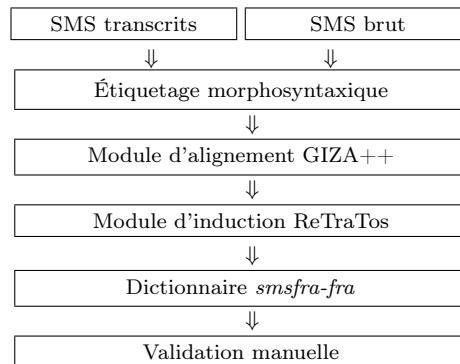 SMS transcrits
SMS brut
⇓ ⇓
Étiquetage morphosyntaxique
⇓
Module d'alignement GIZA++
⇓
Module d'induction ReTraTos
⇓
Dictionnaire smsfra-fra
⇓
Validation manuelle